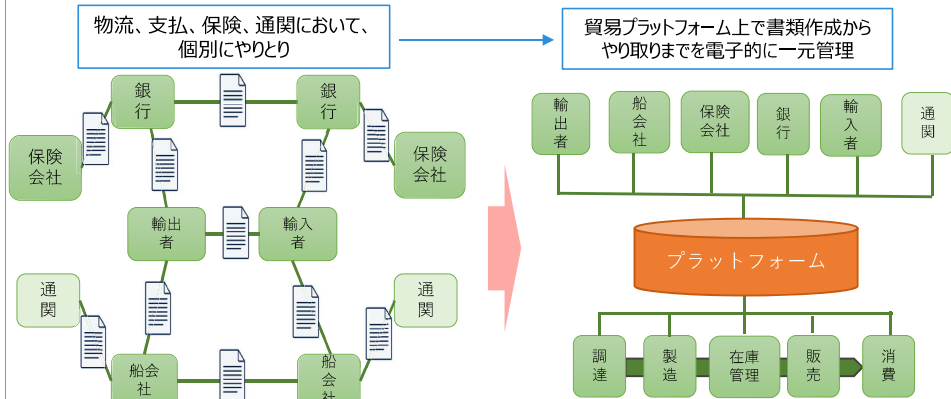 物流、支払、保険、通関において、
個別にやりとり
貿易プラットフォーム上で書類作成から
やり取りまでを電子的に一元管理
銀
行
銀
行
保険
会社
保険
会社
輸出
者
輸入
者
通
関
通
関
船会
社
船
会
社
輸
出
者
船
会
社
保険
会社
銀
行
輸
入
者
通
関
プラットフォーム
調
達
製
造
在庫
管理
販
売
消
費